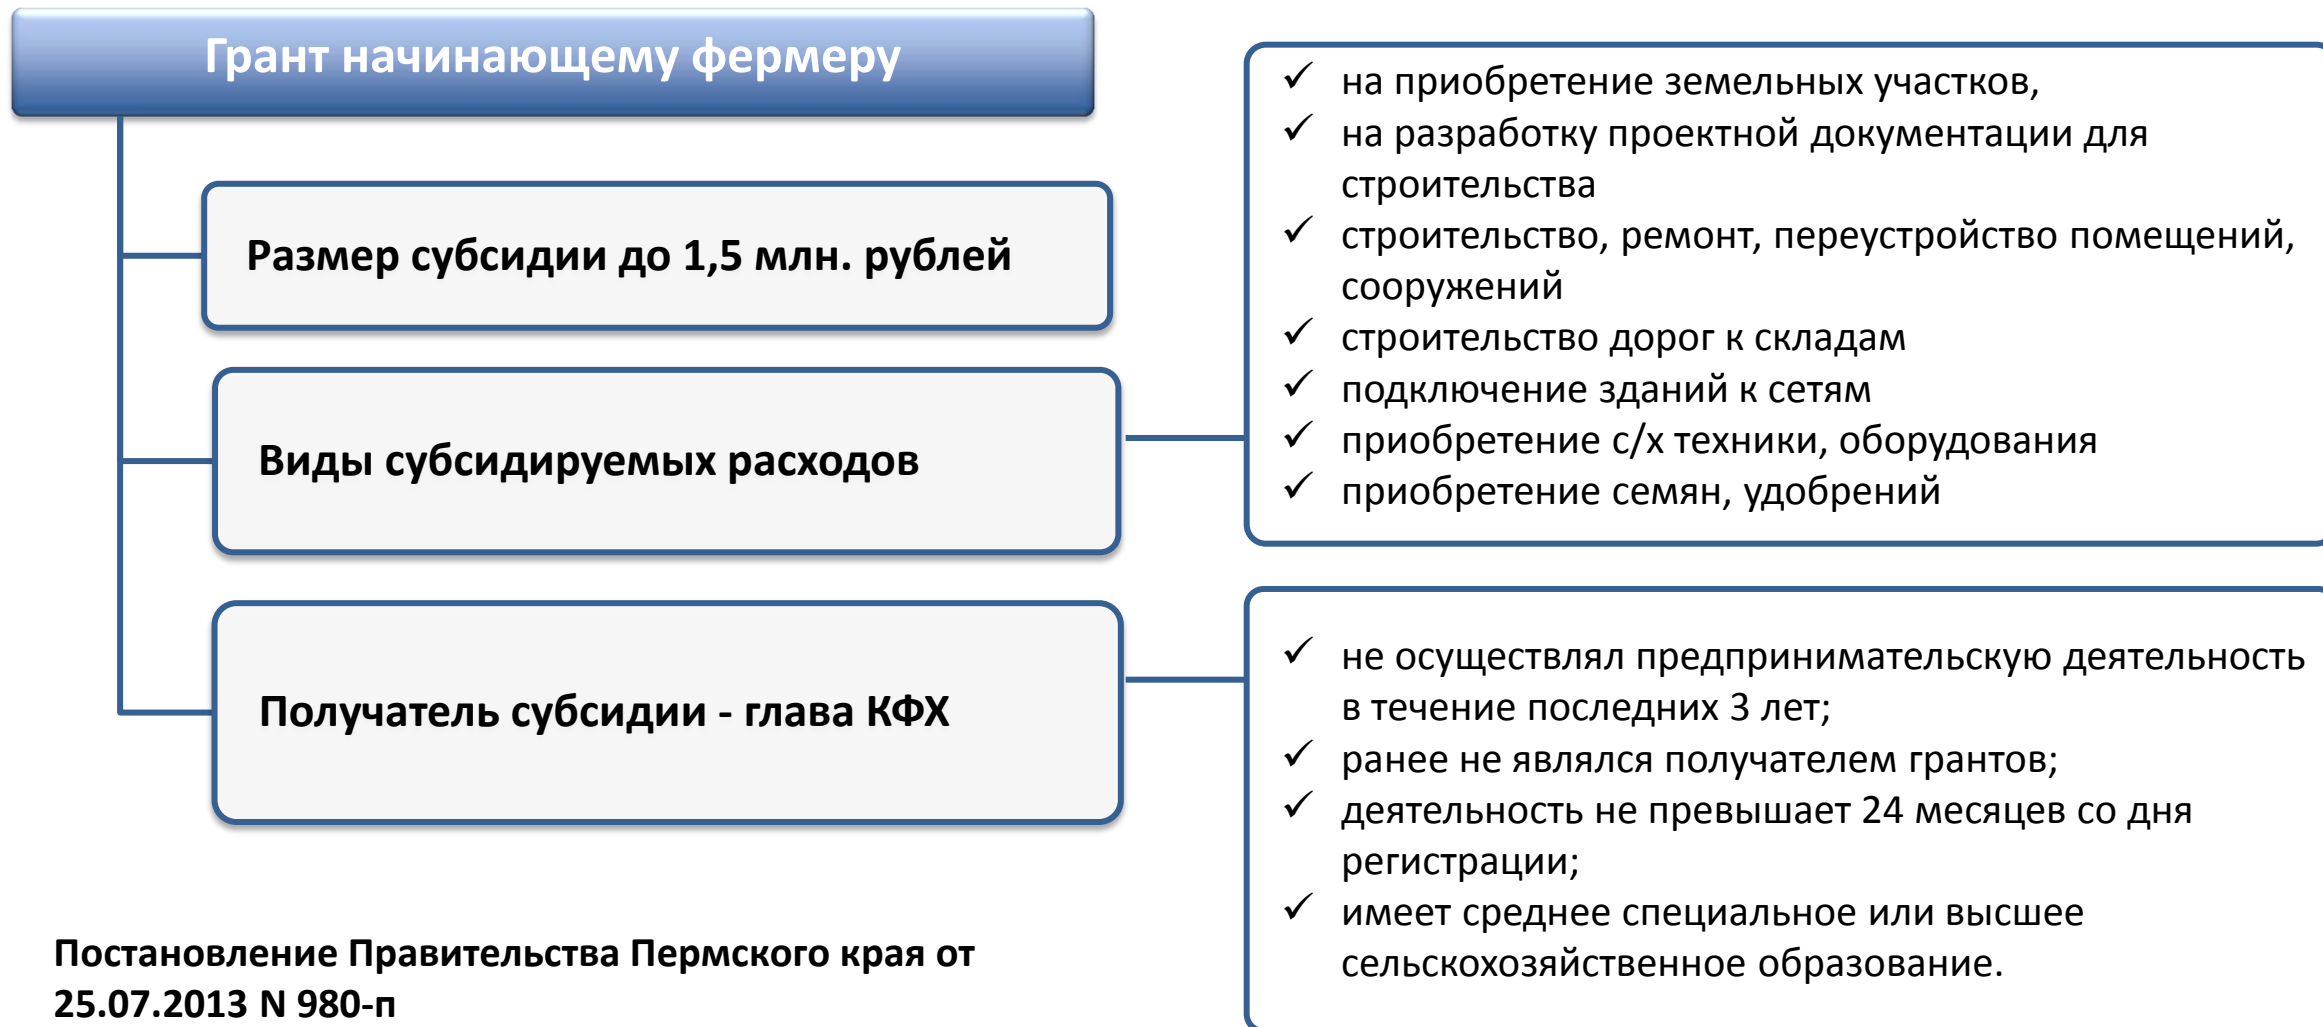 Грант начинающему фермеру
Размер субсидии до 1,5 млн. рублей
Виды субсидируемых расходов
✓ на приобретение земельных участков,
✓ на разработку проектной документации для
строительства
✓ строительство, ремонт, переустройство помещений,
сооружений
✓ строительство дорог к складам
✓ подключение зданий к сетям
✓ приобретение с/х техники, оборудования
✓ приобретение семян, удобрений
Получатель субсидии - глава КФХ
✓ не осуществлял предпринимательскую деятельность
в течение последних 3 лет;
✓ ранее не являлся получателем грантов;
✓ деятельность не превышает 24 месяцев со дня
регистрации;
✓ имеет среднее специальное или высшее
сельскохозяйственное образование.
Постановление Правительства Пермского края от
25.07.2013 N 980-п